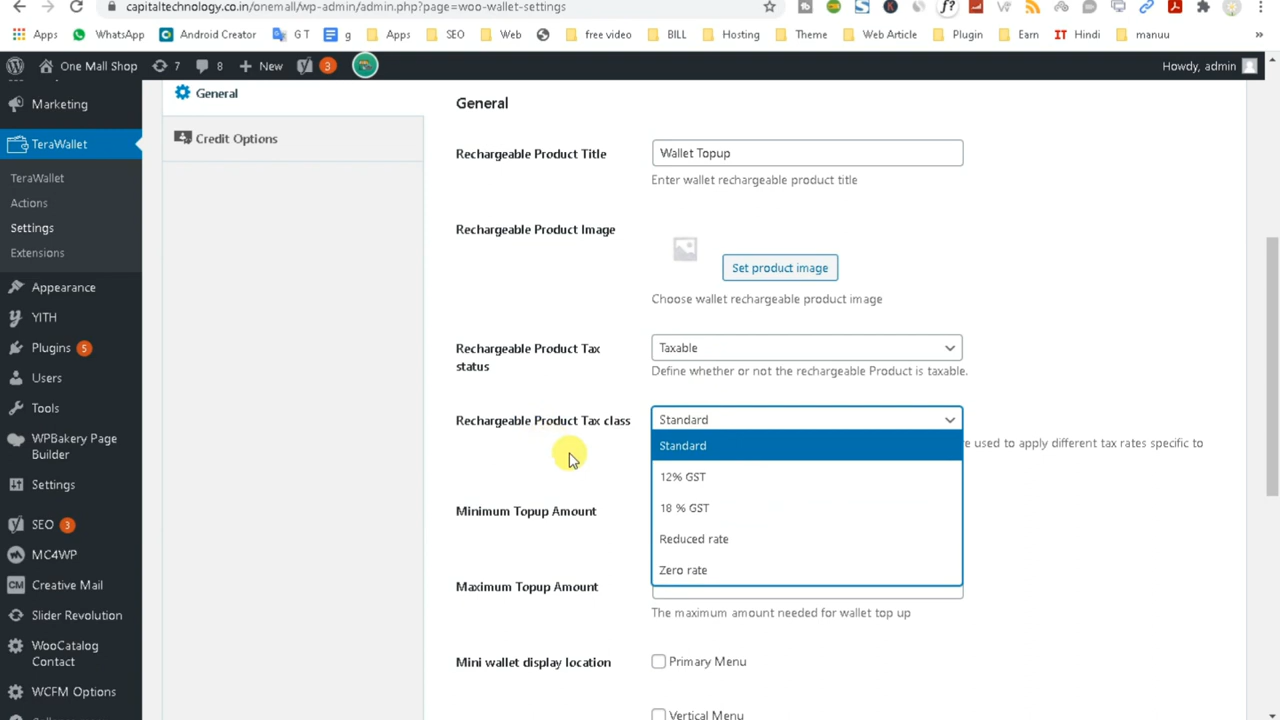 capitaltechnology.co.in/onemall/wp-admin/admin.php?page=woo-wallet-settings
Apps
WhatsApp
Android Creator
G T
g
Apps
SEO
Web
free video
BILL
Hosting
Theme
Web Article
Plugin
Earn
IT Hindi
manuu
»
One Mall Shop
7
8
+ New
3
Howdy, admin
Marketing
TeraWallet
TeraWallet
Actions
Settings
Extensions
Appearance
YITH
Plugins 5
Users
Tools
WPBakery Page
Builder
Settings
SEO 3
MC4WP
CM Creative Mail
Slider Revolution
WooCatalog
Contact
WCFM Options
General
Credit Options
General
Rechargeable Product Title
Wallet Topup
Enter wallet rechargeable product title
Rechargeable Product Image
Set product image
Choose wallet rechargeable product image
Rechargeable Product Tax
status
Taxable
Define whether or not the rechargeable Product is taxable.
Rechargeable Product Tax class
Standard
e used to apply different tax rates specific to
Standard
12% GST
18 % GST
Reduced rate
Zero rate
Minimum Topup Amount
Maximum Topup Amount
The maximum amount needed for wallet top up
Mini wallet display location
Primary Menu
Vertical Menu